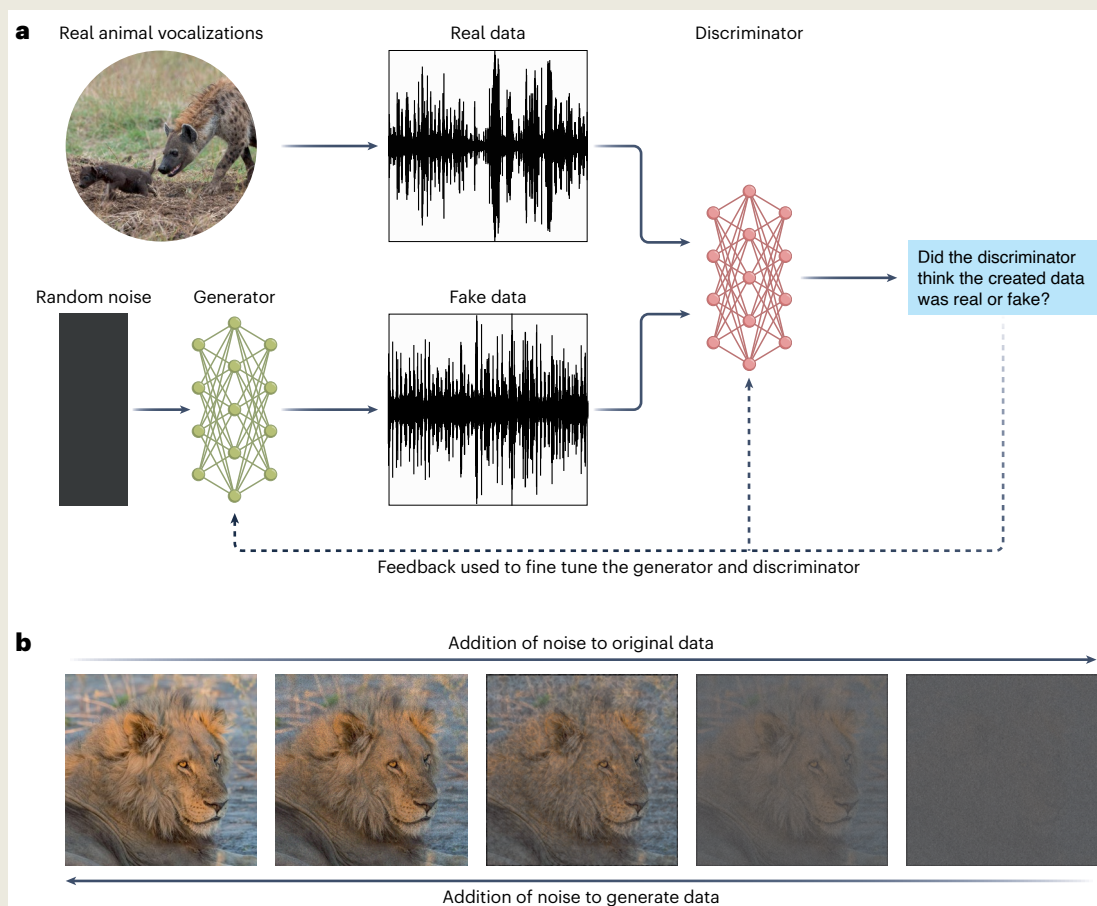 a
Real animal vocalizations
Real data
Discriminator
Did the discriminator
think the created data
was real or fake?
Random noise
Generator
Fake data
Feedback used to fine tune the generator and discriminator
b
Addition of noise to original data
Addition of noise to generate data